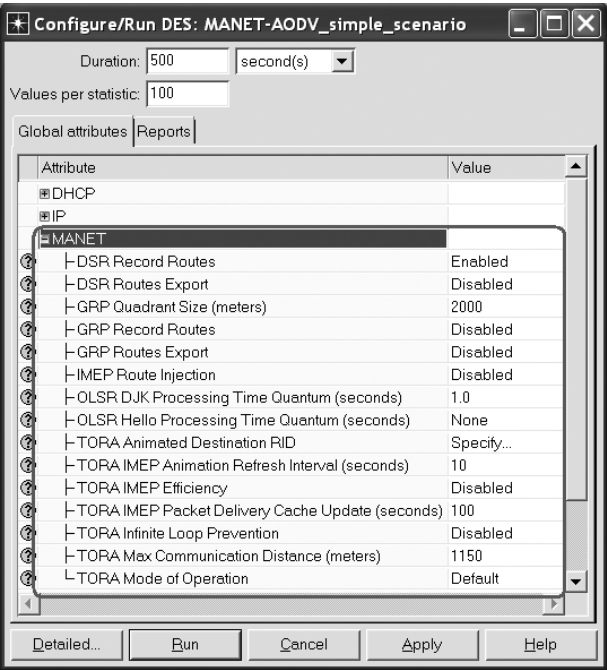 Configure/Run DES: MANET-AODV_simple_scenario
Duration: 500 second(s)
Values per statistic: 100
Global attributes Reports
Attribute Value
DHCP
IP
MANET
DSR Record Routes Enabled
DSR Routes Export Disabled
GRP Quadrant Size (meters) 2000
GRP Record Routes Disabled
GRP Routes Export Disabled
IMEP Route Injection Disabled
OLSR DJK Processing Time Quantum (seconds) 1.0
OLSR Hello Processing Time Quantum (seconds) None
TORA Animated Destination RID Specify...
TORA IMEP Animation Refresh Interval (seconds) 10
TORA IMEP Efficiency Disabled
TORA IMEP Packet Delivery Cache Update (seconds) 100
TORA Infinite Loop Prevention Disabled
TORA Max Communication Distance (meters) 1150
TORA Mode of Operation Default
Detailed... Run Cancel Apply Help